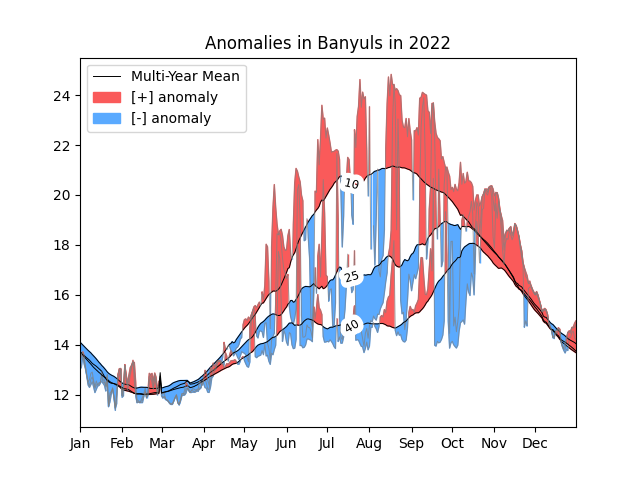 Anomalies in Banyuls in 2022
Multi-Year Mean
[+] anomaly
[-] anomaly
24
22
20
18
16
14
12
10
25
40
Jan Feb Mar Apr May Jun Jul Aug Sep Oct Nov Dec